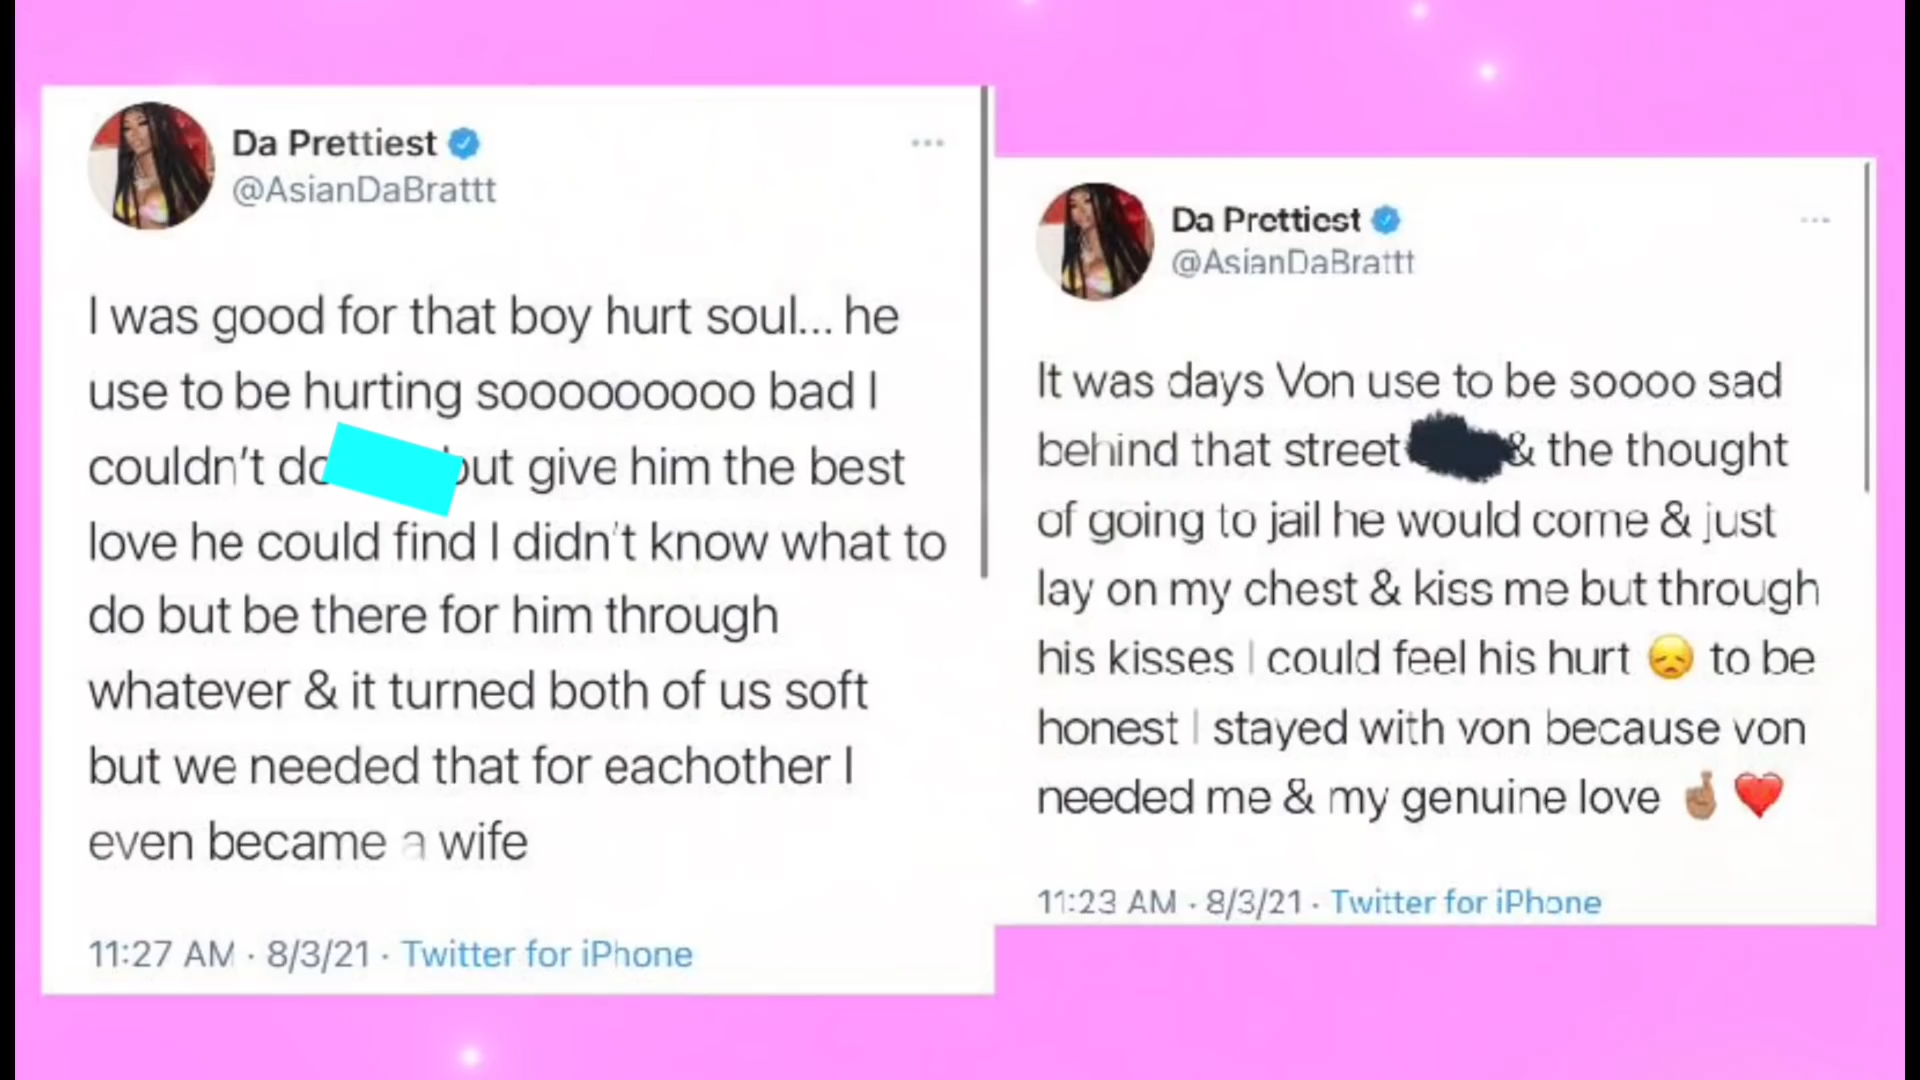 Da Prettiest
@AsianDaBrattt
I was good for that boy hurt soul... he
use to be hurting sooooooooo bad I
couldn't do but give him the best
love he could find I didn't know what to
do but be there for him through
whatever & it turned both of us soft
but we needed that for eachother I
even became a wife
11:27 AM · 8/3/21 · Twitter for iPhone
Da Prettiest
@AsianDaBrattt
It was days Von use to be soooo sad
behind that street & the thought
of going to jail he would come & just
lay on my chest & kiss me but through
his kisses I could feel his hurt 😞 to be
honest I stayed with von because von
needed me & my genuine love 🤞🏽 ❤️
11:23 AM · 8/3/21 · Twitter for iPhone